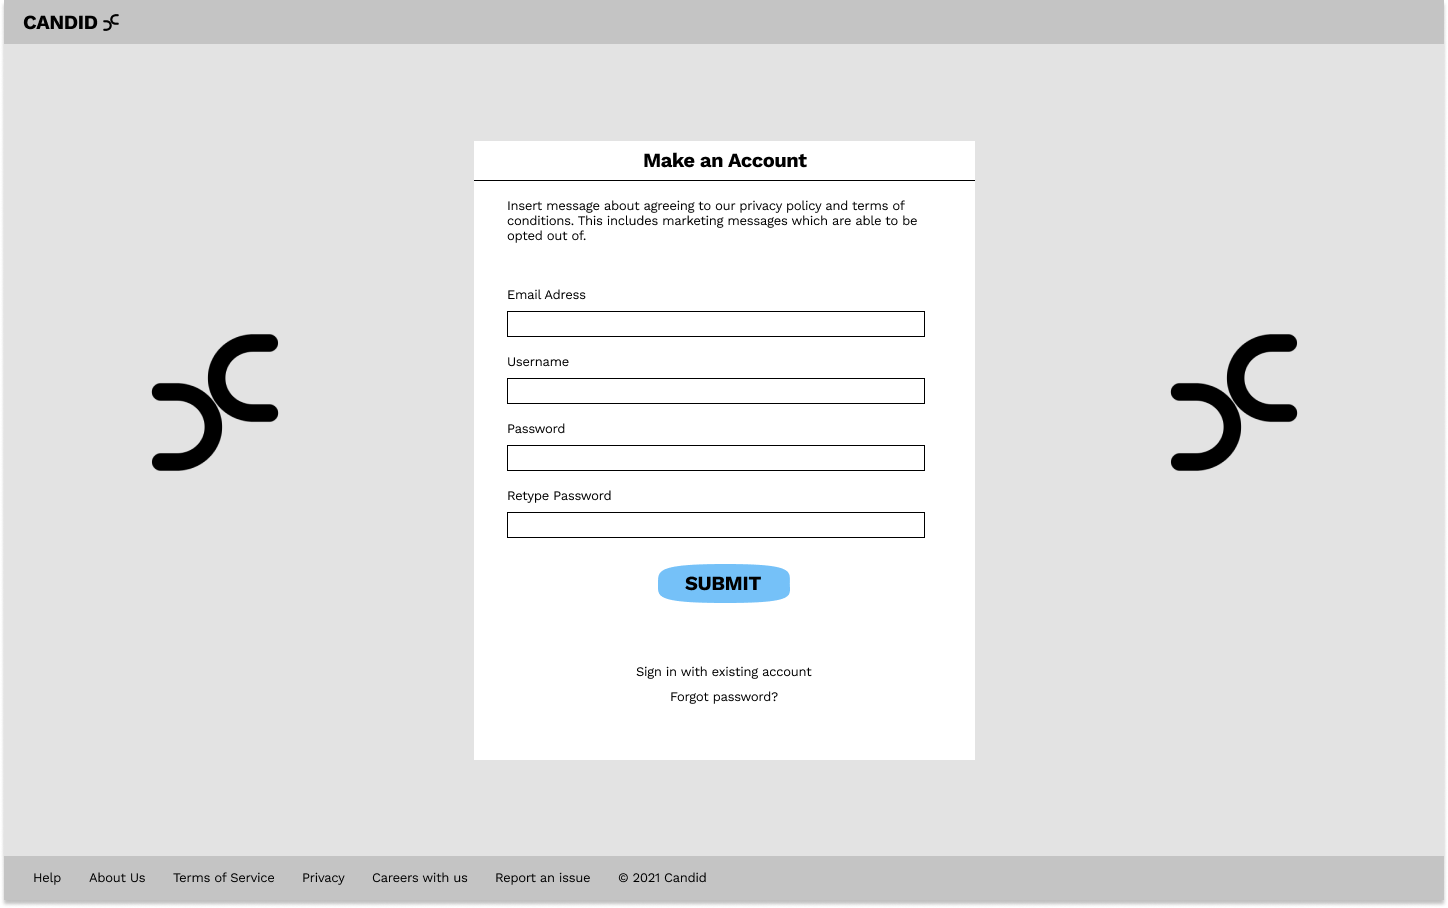 CANDID
Make an Account
Insert message about agreeing to our privacy policy and terms of
conditions. This includes marketing messages which are able to be
opted out of.
Email Adress
Username
Password
Retype Password
SUBMIT
Sign in with existing account
Forgot password?
Help About Us Terms of Service Privacy Careers with us Report an issue © 2021 Candid